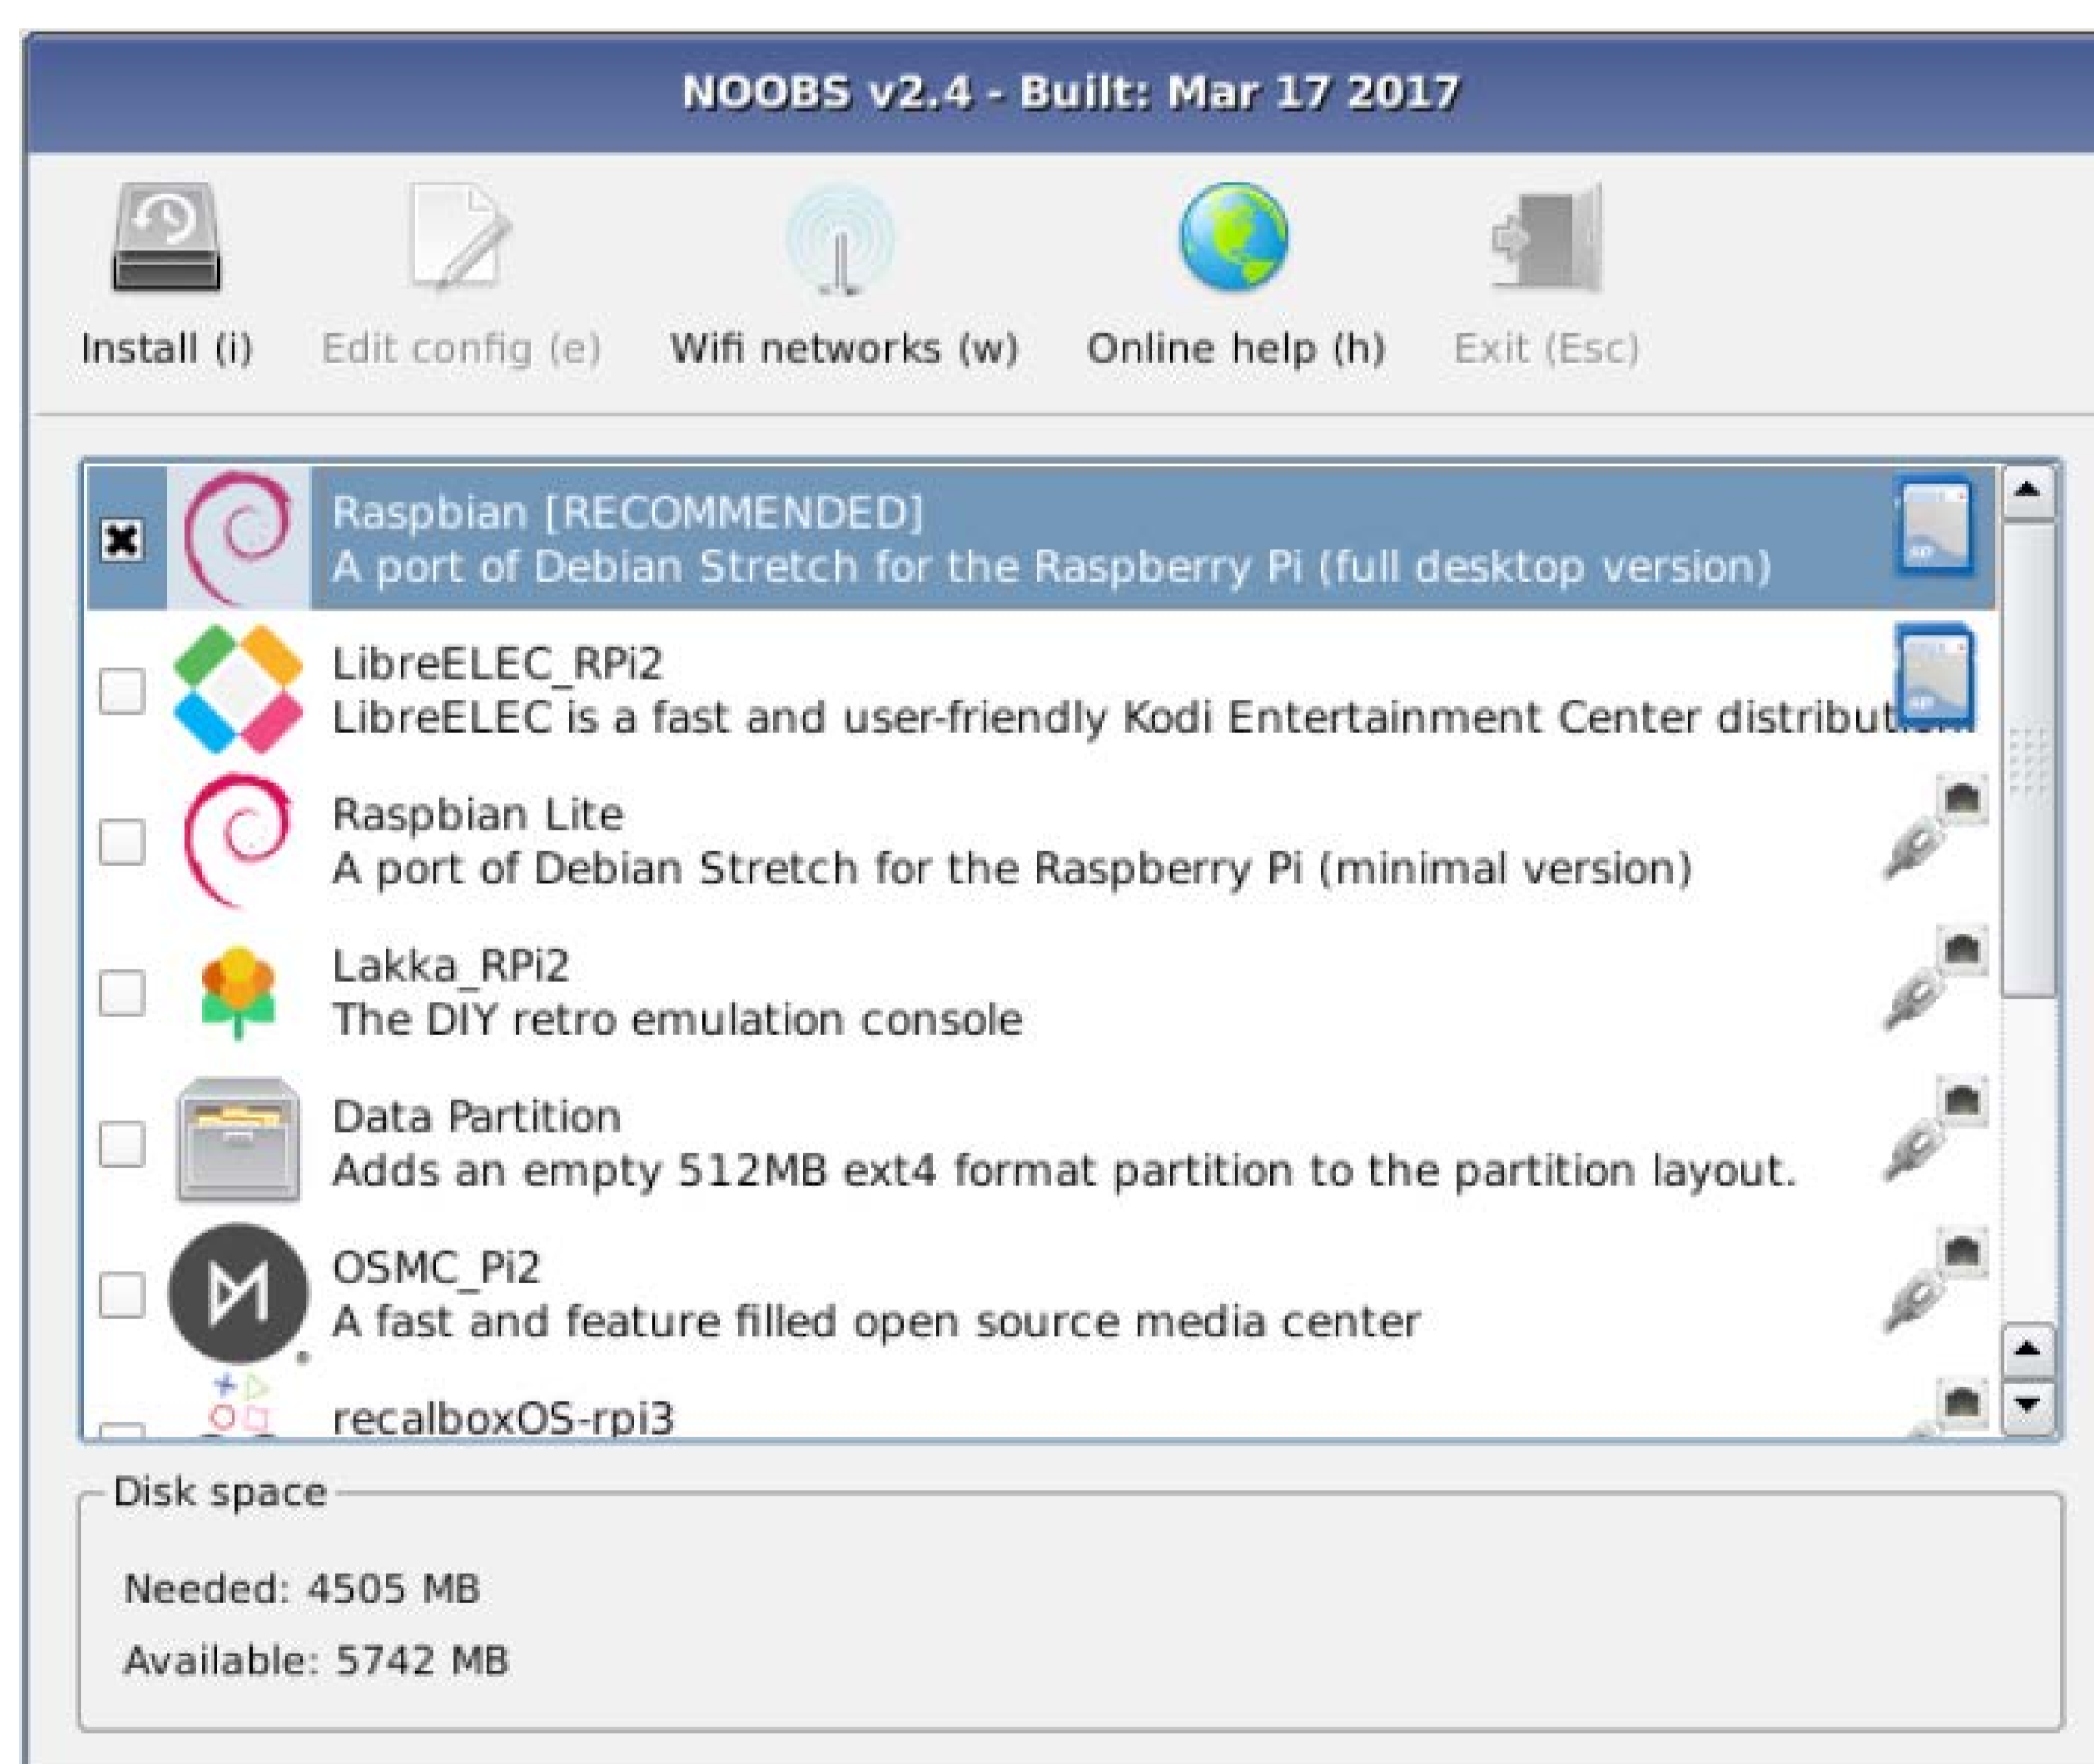 NOOBS v2.4 - Built: Mar 17 2017
Install (i) Edit config (e) Wifi networks (w) Online help (h) Exit (Esc)
Raspbian [RECOMMENDED]
A port of Debian Stretch for the Raspberry Pi (full desktop version)
LibreELEC_RPi2
LibreELEC is a fast and user-friendly Kodi Entertainment Center
Raspbian Lite
A port of Debian Stretch for the Raspberry Pi (minimal version)
Lakka_RPi2
The DIY retro emulation console
Data Partition
Adds an empty 512MB ext4 format partition to the partition layout.
OSMC_Pi2
A fast and feature filled open source media center
recalboxOS-rpi3
Disk space
Needed: 4505 MB
Available: 5742 MB